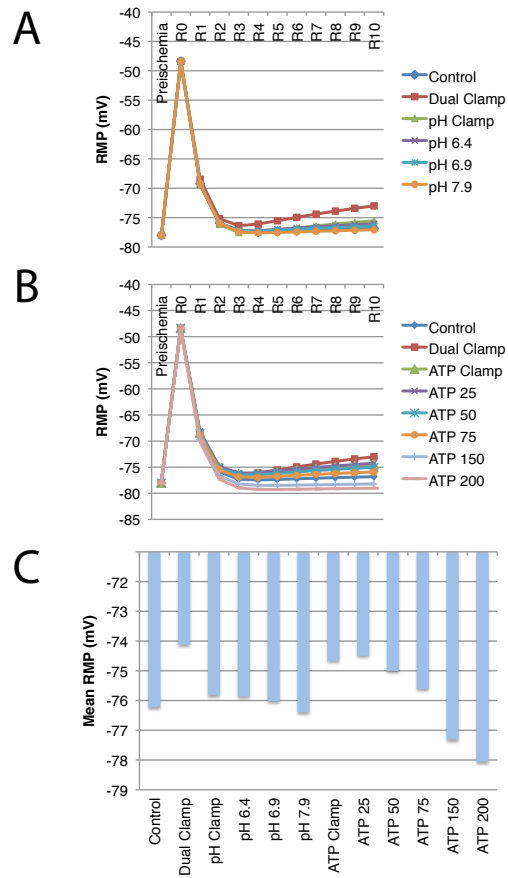 A
-40
-45
-50
-55
-60
-65
-70
-75
-80
RMP (mV)
Preischemia
R0
R1
R2
R3
R4
R5
R6
R7
R8
R9
R10
Control
Dual Clamp
pH Clamp
pH 6.4
pH 6.9
pH 7.9
B
-40
-45
-50
-55
-60
-65
-70
-75
-80
-85
RMP (mV)
Preischemia
R0
R1
R2
R3
R4
R5
R6
R7
R8
R9
R10
Control
Dual Clamp
ATP Clamp
ATP 25
ATP 50
ATP 75
ATP 150
ATP 200
C
-72
-73
-74
-75
-76
-77
-78
-79
Mean RMP (mV)
Control
Dual Clamp
pH Clamp
pH 6.4
pH 6.9
pH 7.9
ATP Clamp
ATP 25
ATP 50
ATP 75
ATP 150
ATP 200